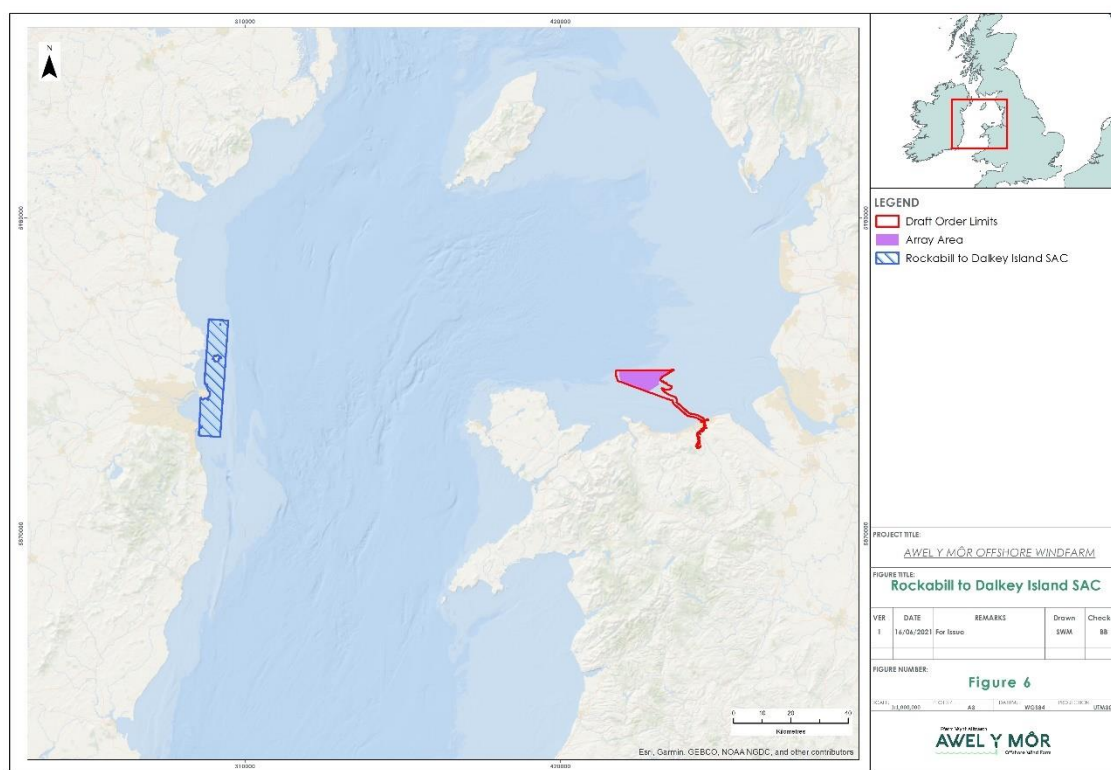 310000
420000
N
5980000
5870000
310000
420000
0
20
40
Kilometres
Esri, Garmin, GEBCO, NOAA NGDC, and other contributors
LEGEND
Draft Order Limits
Array Area
Rockabill to Dalkey Island SAC
PROJECT TITLE:
AWEL Y MÔR OFFSHORE WINDFARM
FIGURE TITLE:
Rockabill to Dalkey Island SAC
VER DATE REMARKS Drawn Check
1 16/06/2021 For Issue SWM BB
FIGURE NUMBER:
Figure 6
SCALE: A3 WGS84
AWEL Y MÔR
Offshore Wind Farm